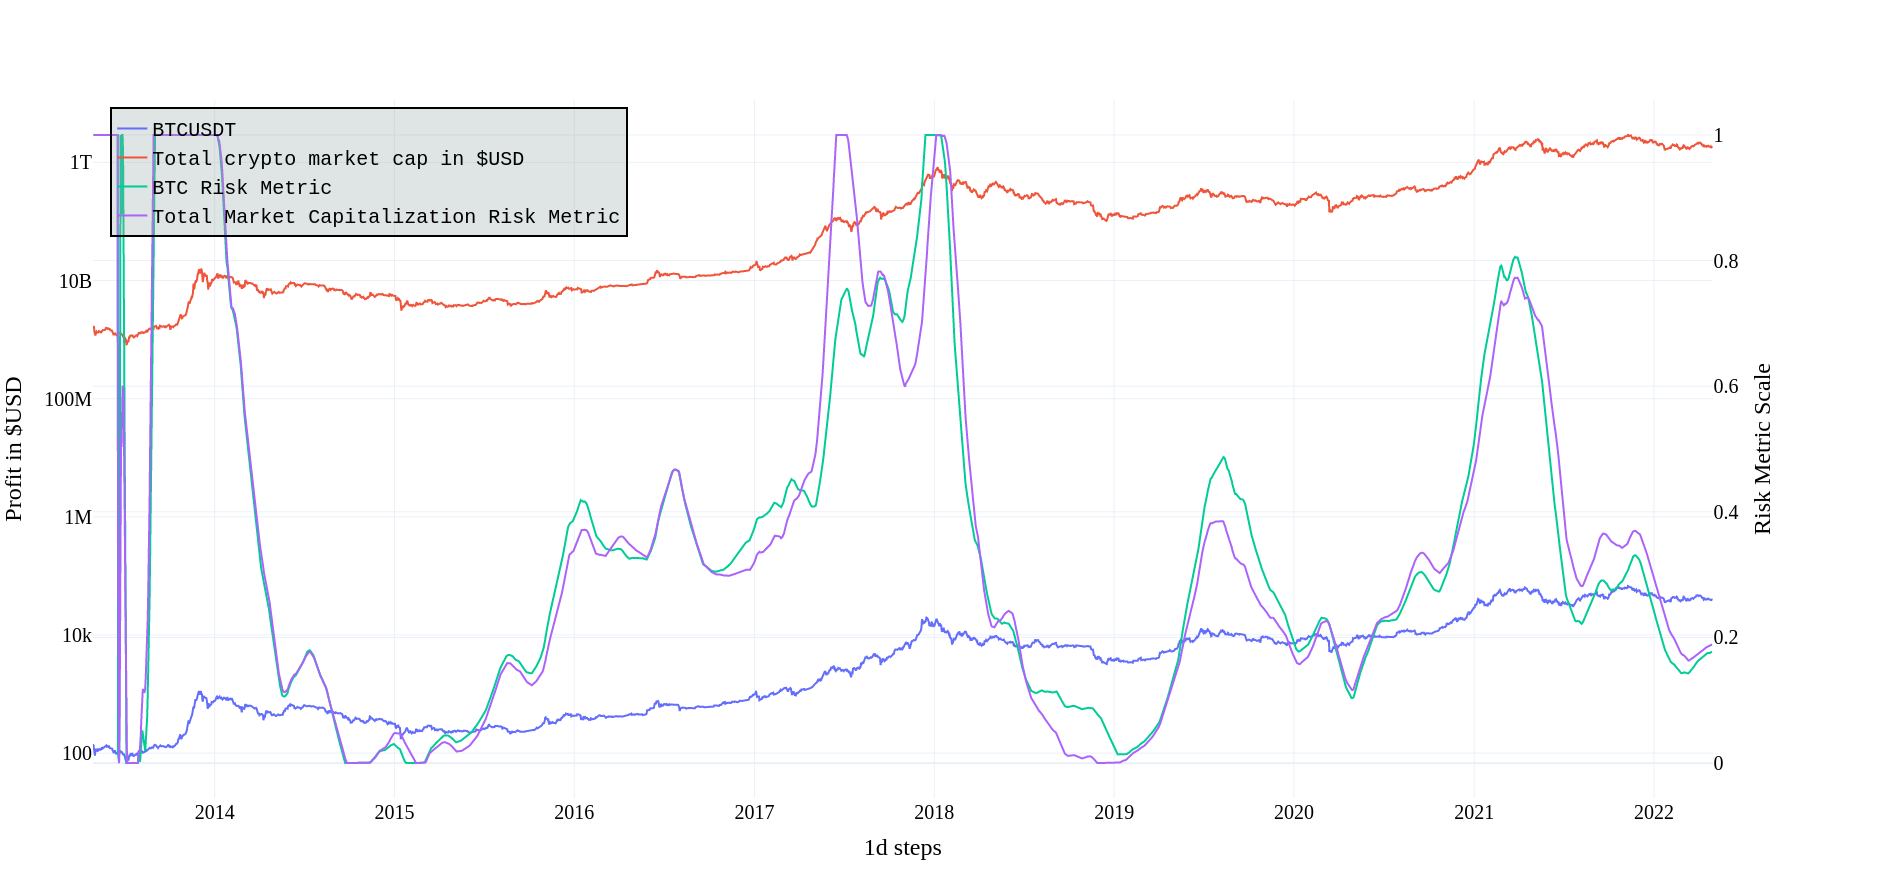 BTCUSDT
Total crypto market cap in $USD
BTC Risk Metric
Total Market Capitalization Risk Metric
1T
10B
100M
1M
10k
100
Profit in $USD
1
0.8
0.6
0.4
0.2
0
Risk Metric Scale
2014 2015 2016 2017 2018 2019 2020 2021 2022
1d steps